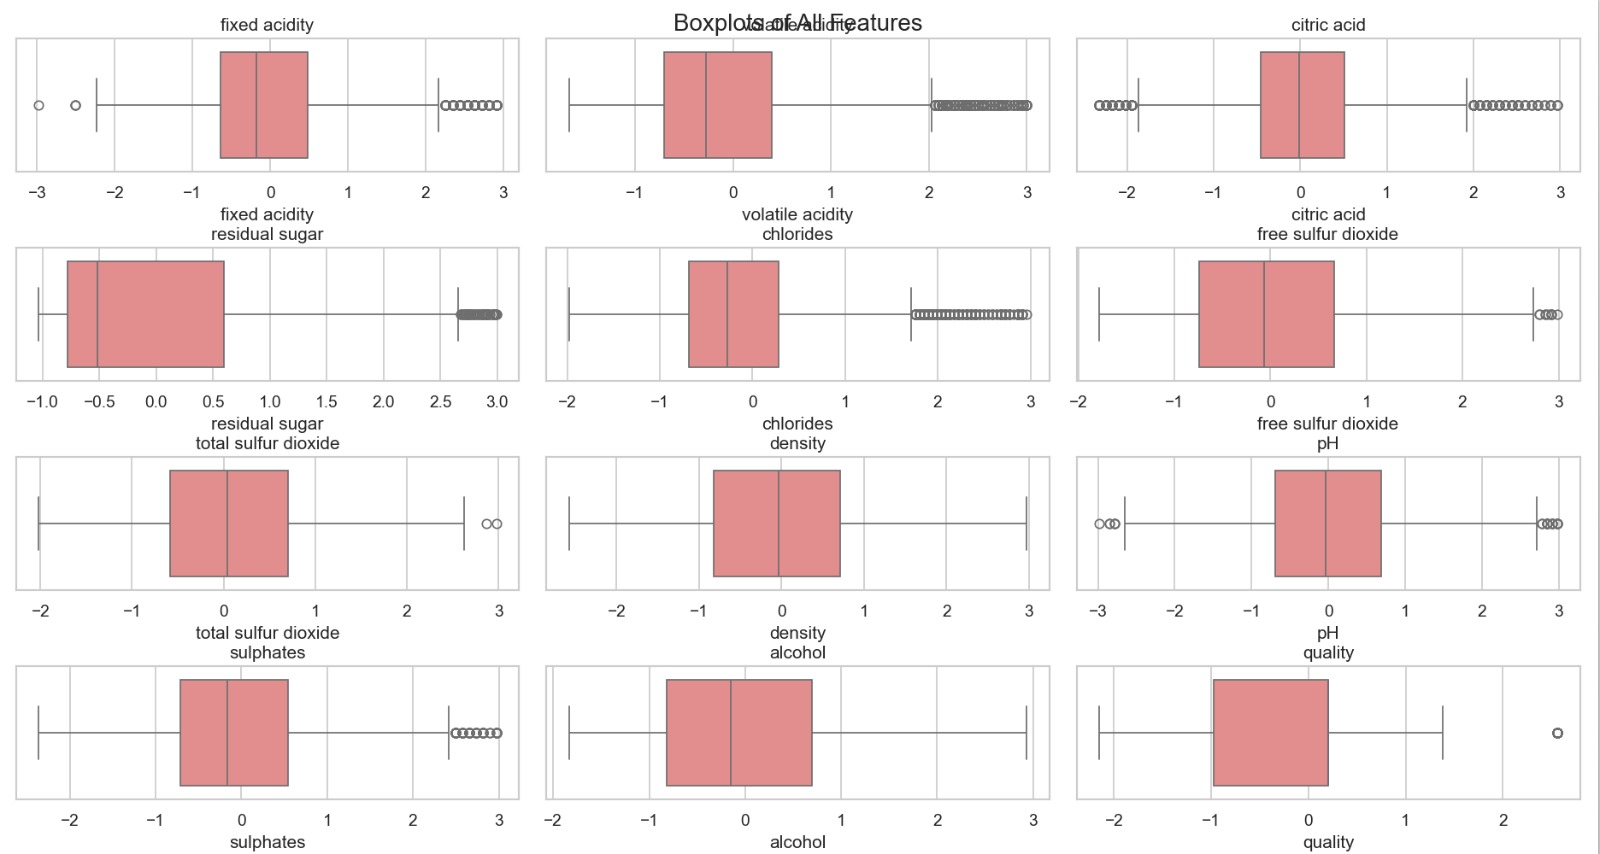 Boxplots of All Features
fixed acidity
volatile acidity
citric acid
−3 −2 −1 0 1 2 3
−1 0 1 2 3
−2 −1 0 1 2 3
fixed acidity
volatile acidity
citric acid
residual sugar
chlorides
free sulfur dioxide
−1.0 −0.5 0.0 0.5 1.0 1.5 2.0 2.5 3.0
−2 −1 0 1 2 3
−2 −1 0 1 2 3
residual sugar
chlorides
free sulfur dioxide
total sulfur dioxide
density
pH
−2 −1 0 1 2 3
−2 −1 0 1 2 3
−3 −2 −1 0 1 2 3
total sulfur dioxide
density
pH
sulphates
alcohol
quality
−2 −1 0 1 2 3
−2 −1 0 1 2 3
−2 −1 0 1 2
sulphates
alcohol
quality